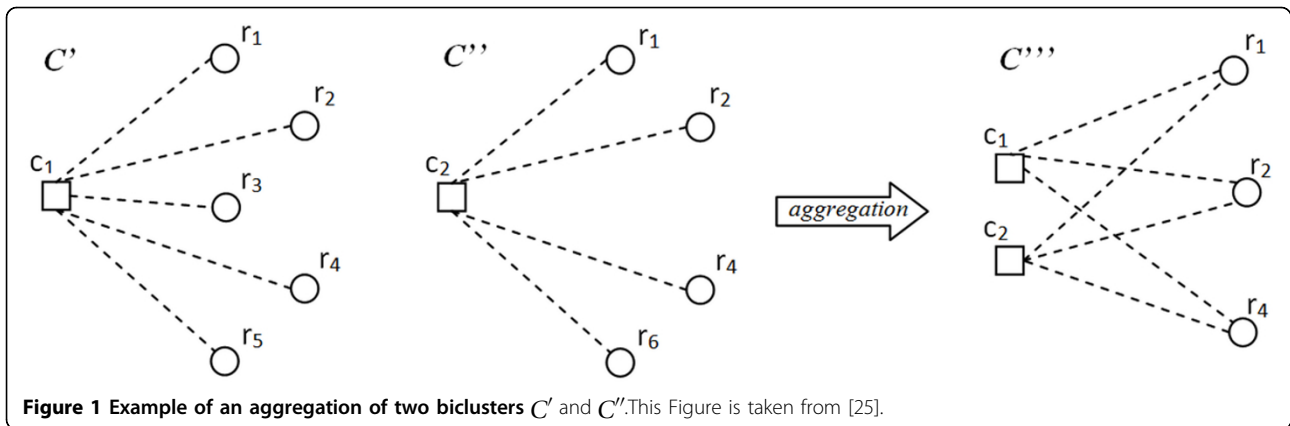 C'
r1
r2
c1
r3
r4
r5
C''
r1
r2
c2
r4
r6
aggregation
C'''
r1
c1
r2
c2
r4
Figure 1 Example of an aggregation of two biclusters C' and C''.This Figure is taken from [25].